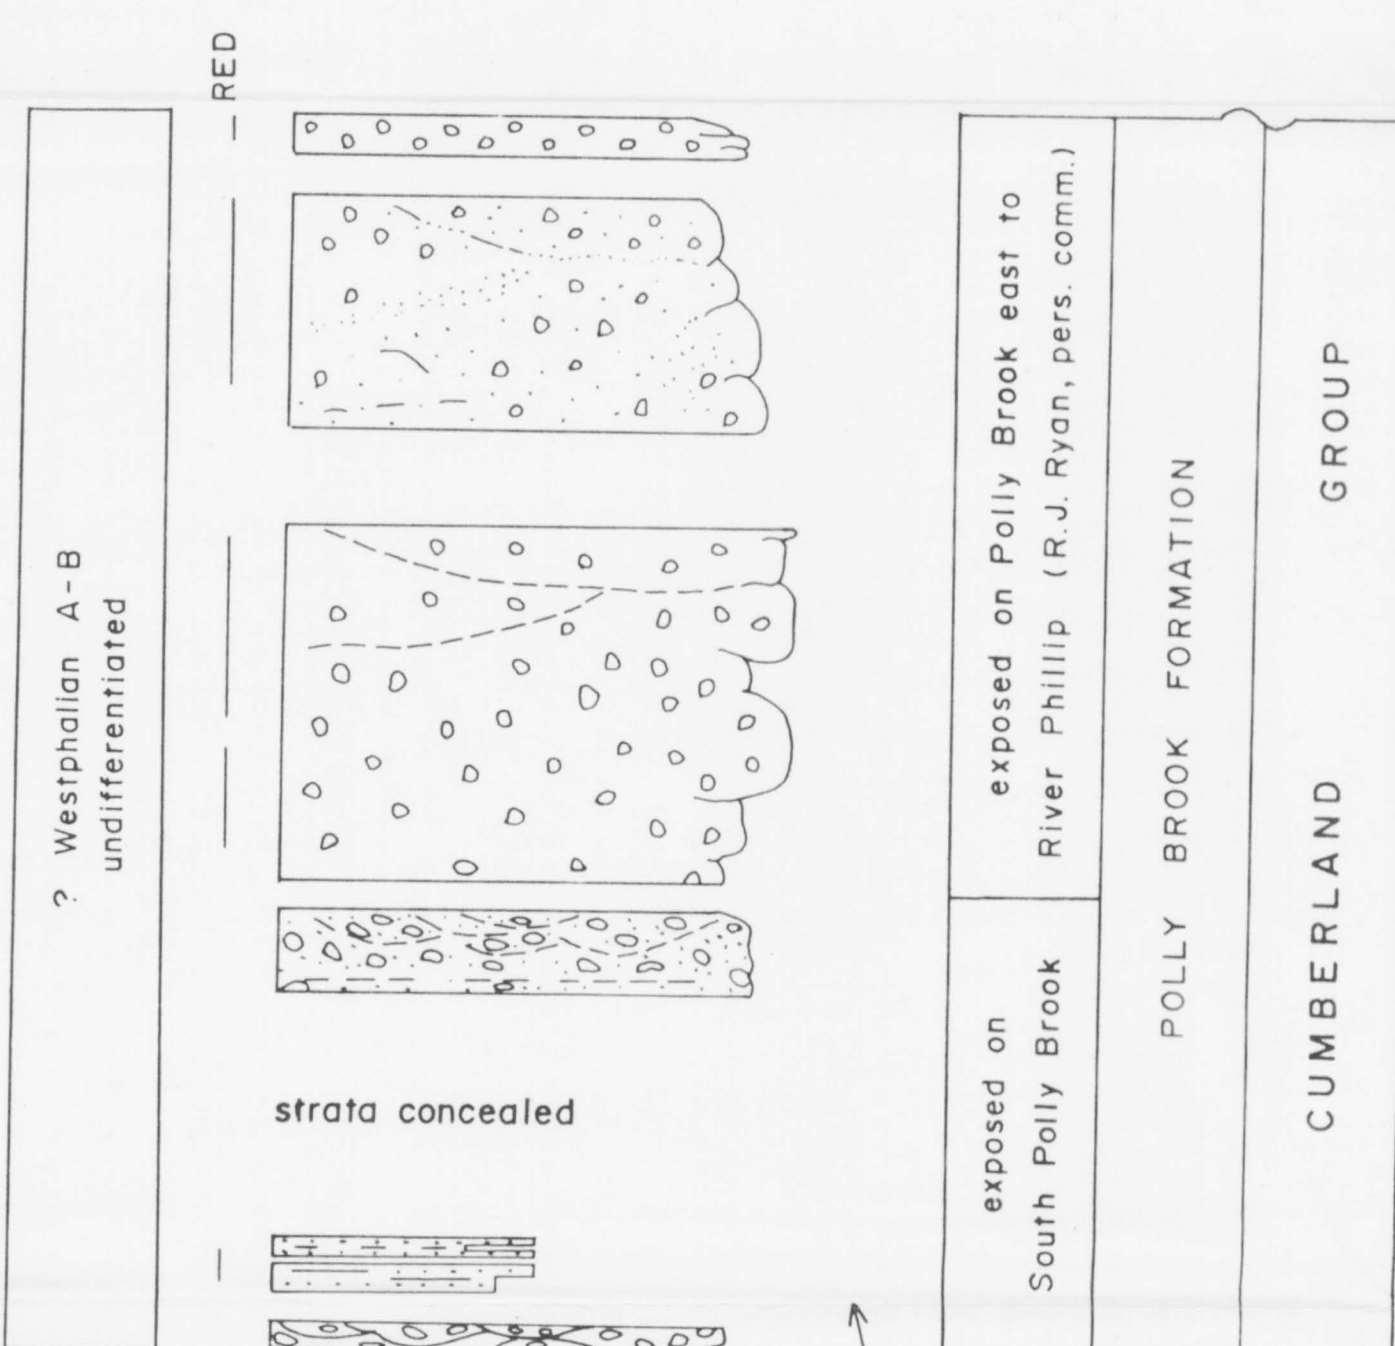 RED
? Westphalian A-B
undifferentiated
strata concealed
exposed on Polly Brook east to
River Phillip (R.J. Ryan, pers. comm.)
exposed on
South Polly Brook
POLLY BROOK FORMATION
CUMBERLAND GROUP